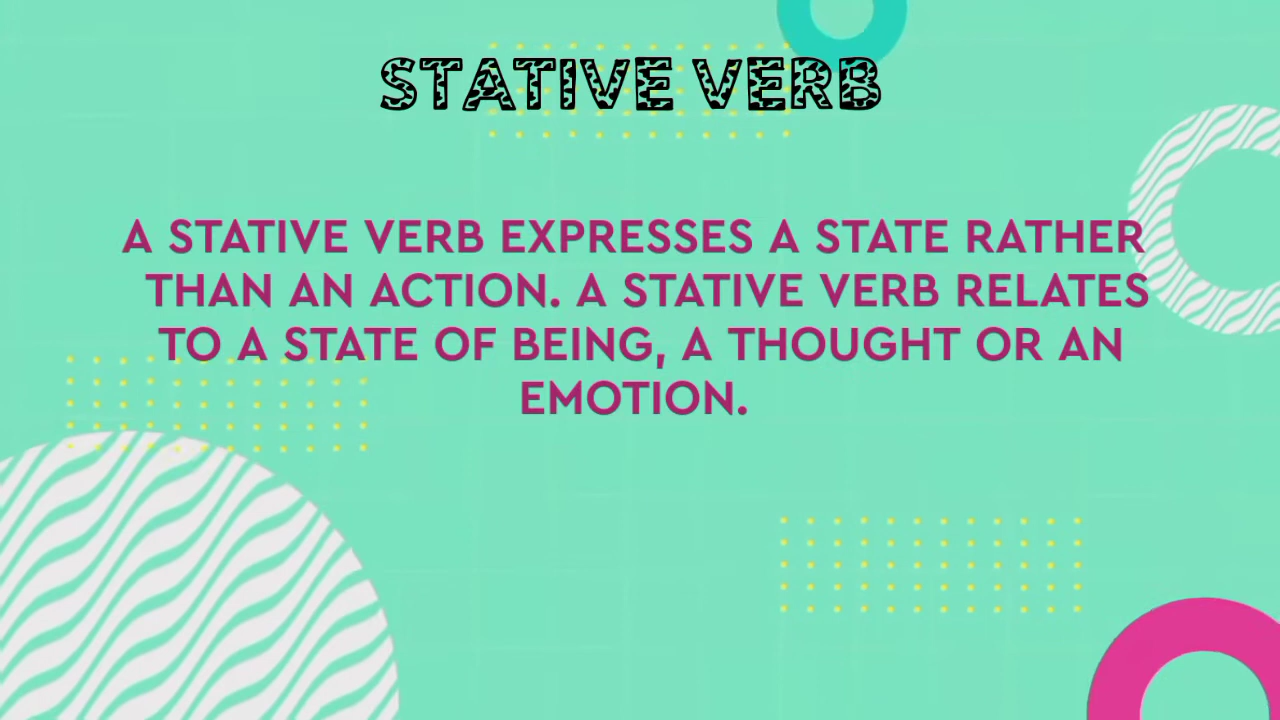 STATIVE VERB
A STATIVE VERB EXPRESSES A STATE RATHER
THAN AN ACTION. A STATIVE VERB RELATES
TO A STATE OF BEING, A THOUGHT OR AN
EMOTION.